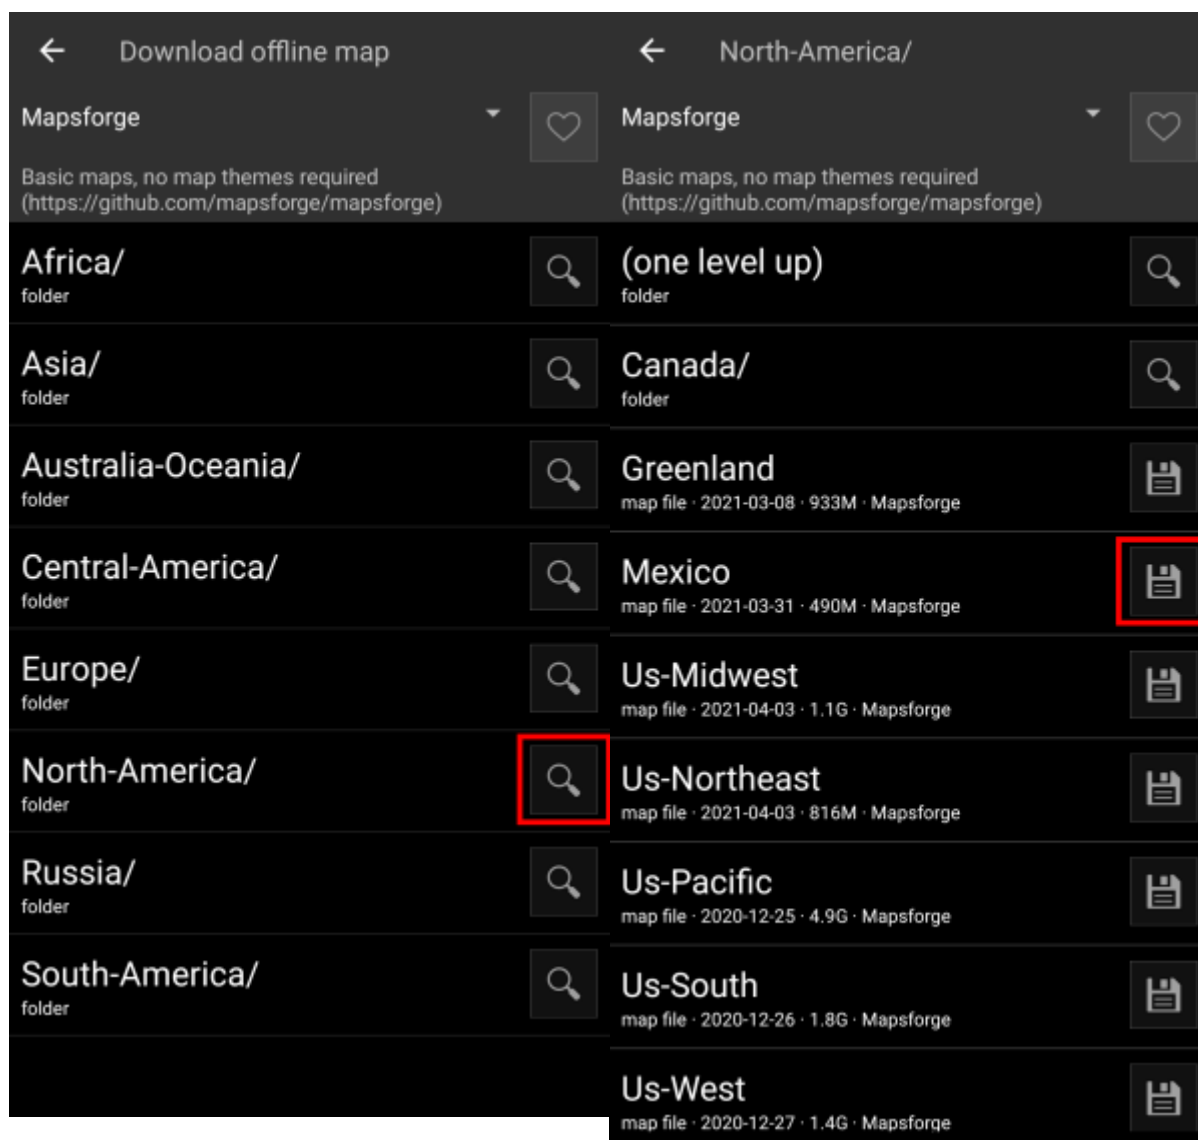 Download offline map
Mapsforge
Basic maps, no map themes required
(https://github.com/mapsforge/mapsforge)
Africa/
folder
Asia/
folder
Australia-Oceania/
folder
Central-America/
folder
Europe/
folder
North-America/
folder
Russia/
folder
South-America/
folder
North-America/
Mapsforge
Basic maps, no map themes required
(https://github.com/mapsforge/mapsforge)
(one level up)
folder
Canada/
folder
Greenland
map file · 2021-03-08 · 933M · Mapsforge
Mexico
map file · 2021-03-31 · 490M · Mapsforge
Us-Midwest
map file · 2021-04-03 · 1.1G · Mapsforge
Us-Northeast
map file · 2021-04-03 · 816M · Mapsforge
Us-Pacific
map file · 2020-12-25 · 4.9G · Mapsforge
Us-South
map file · 2020-12-26 · 1.8G · Mapsforge
Us-West
map file · 2020-12-27 · 1.4G · Mapsforge